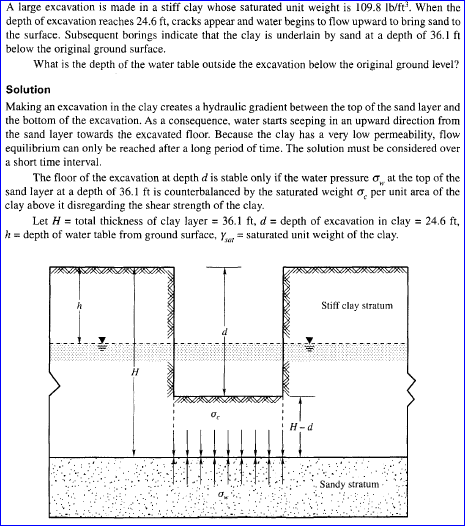 A large excavation is made in a stiff clay whose saturated unit weight is 109.8 lb/ft³. When the
depth of excavation reaches 24.6 ft, cracks appear and water begins to flow upward to bring sand to
the surface. Subsequent borings indicate that the clay is underlain by sand at a depth of 36.1 ft
below the original ground surface.
What is the depth of the water table outside the excavation below the original ground level?
Solution
Making an excavation in the clay creates a hydraulic gradient between the top of the sand layer and
the bottom of the excavation. As a consequence, water starts seeping in an upward direction from
the sand layer towards the excavated floor. Because the clay has a very low permeability, flow
equilibrium can only be reached after a long period of time. The solution must be considered over
a short time interval.
The floor of the excavation at depth d is stable only if the water pressure σw at the top of the
sand layer at a depth of 36.1 ft is counterbalanced by the saturated weight σc per unit area of the
clay above it disregarding the shear strength of the clay.
Let H = total thickness of clay layer = 36.1 ft, d = depth of excavation in clay = 24.6 ft,
h = depth of water table from ground surface, γsat = saturated unit weight of the clay.
h
Stiff clay stratum
d
H
σc
H – d
σw
Sandy stratum